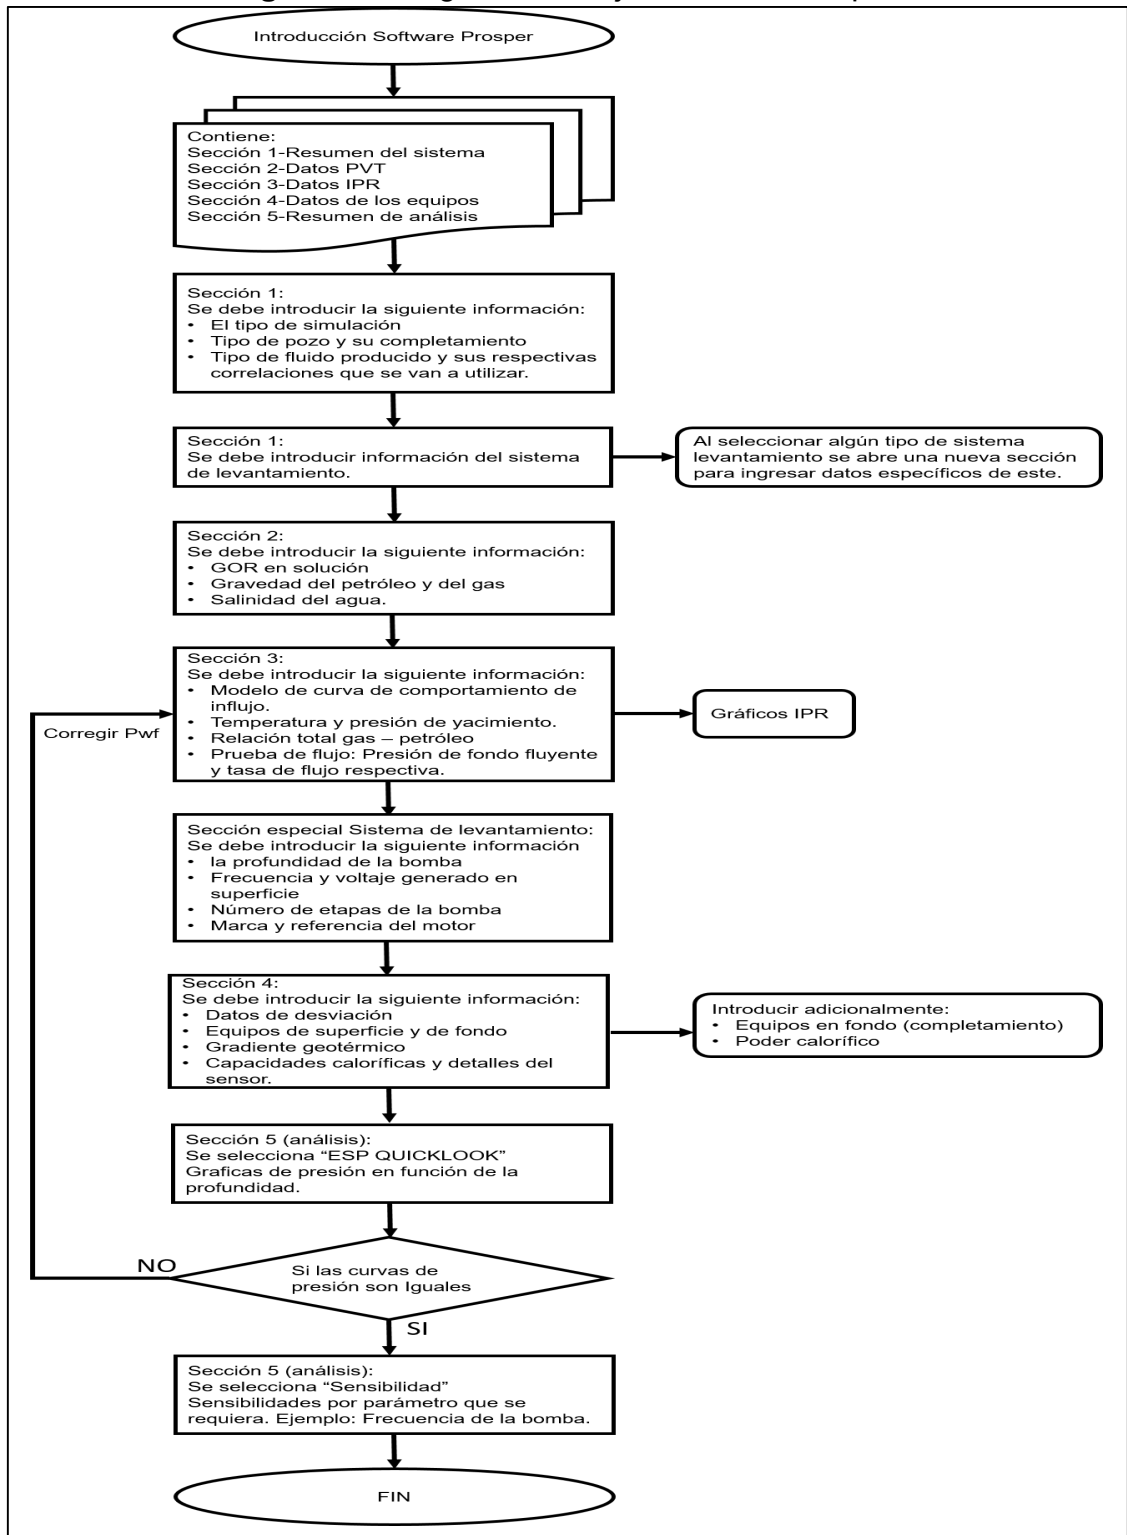 Introducción Software Prosper
Contiene:
Sección 1-Resumen del sistema
Sección 2-Datos PVT
Sección 3-Datos IPR
Sección 4-Datos de los equipos
Sección 5-Resumen de análisis
Sección 1:
Se debe introducir la siguiente información:
• El tipo de simulación
• Tipo de pozo y su completamiento
• Tipo de fluido producido y sus respectivas
correlaciones que se van a utilizar.
Sección 1:
Se debe introducir información del sistema
de levantamiento.
Al seleccionar algún tipo de sistema
levantamiento se abre una nueva sección
para ingresar datos específicos de este.
Sección 2:
Se debe introducir la siguiente información:
• GOR en solución
• Gravedad del petróleo y del gas
• Salinidad del agua.
Sección 3:
Se debe introducir la siguiente información:
• Modelo de curva de comportamiento de
influjo.
• Temperatura y presión de yacimiento.
• Relación total gas – petróleo
• Prueba de flujo: Presión de fondo fluyente
y tasa de flujo respectiva.
Gráficos IPR
Corregir Pwf
Sección especial Sistema de levantamiento:
Se debe introducir la siguiente información
• la profundidad de la bomba
• Frecuencia y voltaje generado en
superficie
• Número de etapas de la bomba
• Marca y referencia del motor
Sección 4:
Se debe introducir la siguiente información:
• Datos de desviación
• Equipos de superficie y de fondo
• Gradiente geotérmico
• Capacidades caloríficas y detalles del
sensor.
Introducir adicionalmente:
• Equipos en fondo (completamiento)
• Poder calorífico
Sección 5 (análisis):
Se selecciona “ESP QUICKLOOK”
Graficas de presión en función de la
profundidad.
NO
Si las curvas de
presión son Iguales
SI
Sección 5 (análisis):
Se selecciona “Sensibilidad”
Sensibilidades por parámetro que se
requiera. Ejemplo: Frecuencia de la bomba.
FIN